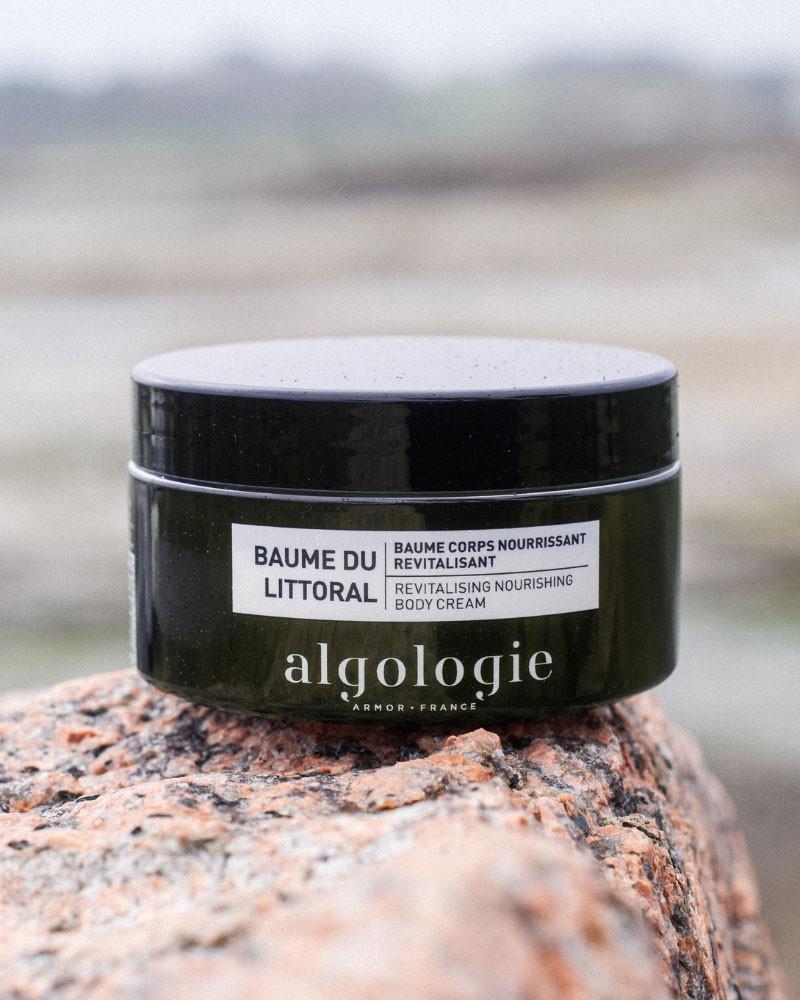 BAUME DU
LITTORAL
BAUME CORPS NOURRISSANT
REVITALISANT
REVITALISING NOURISHING
BODY CREAM
algologie
ARMOR • FRANCE